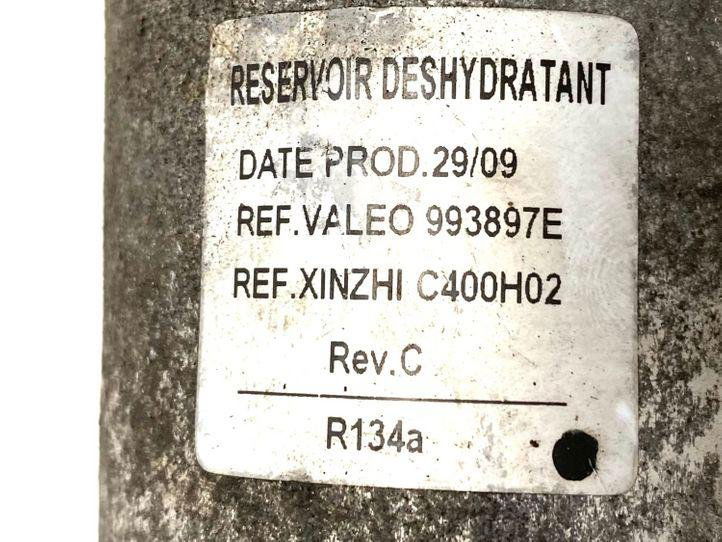 RESERVOIR DESHYDRATANT
DATE PROD.29/09
REF.VALEO 993897E
REF.XINZHI C400H02
Rev.C
R134a